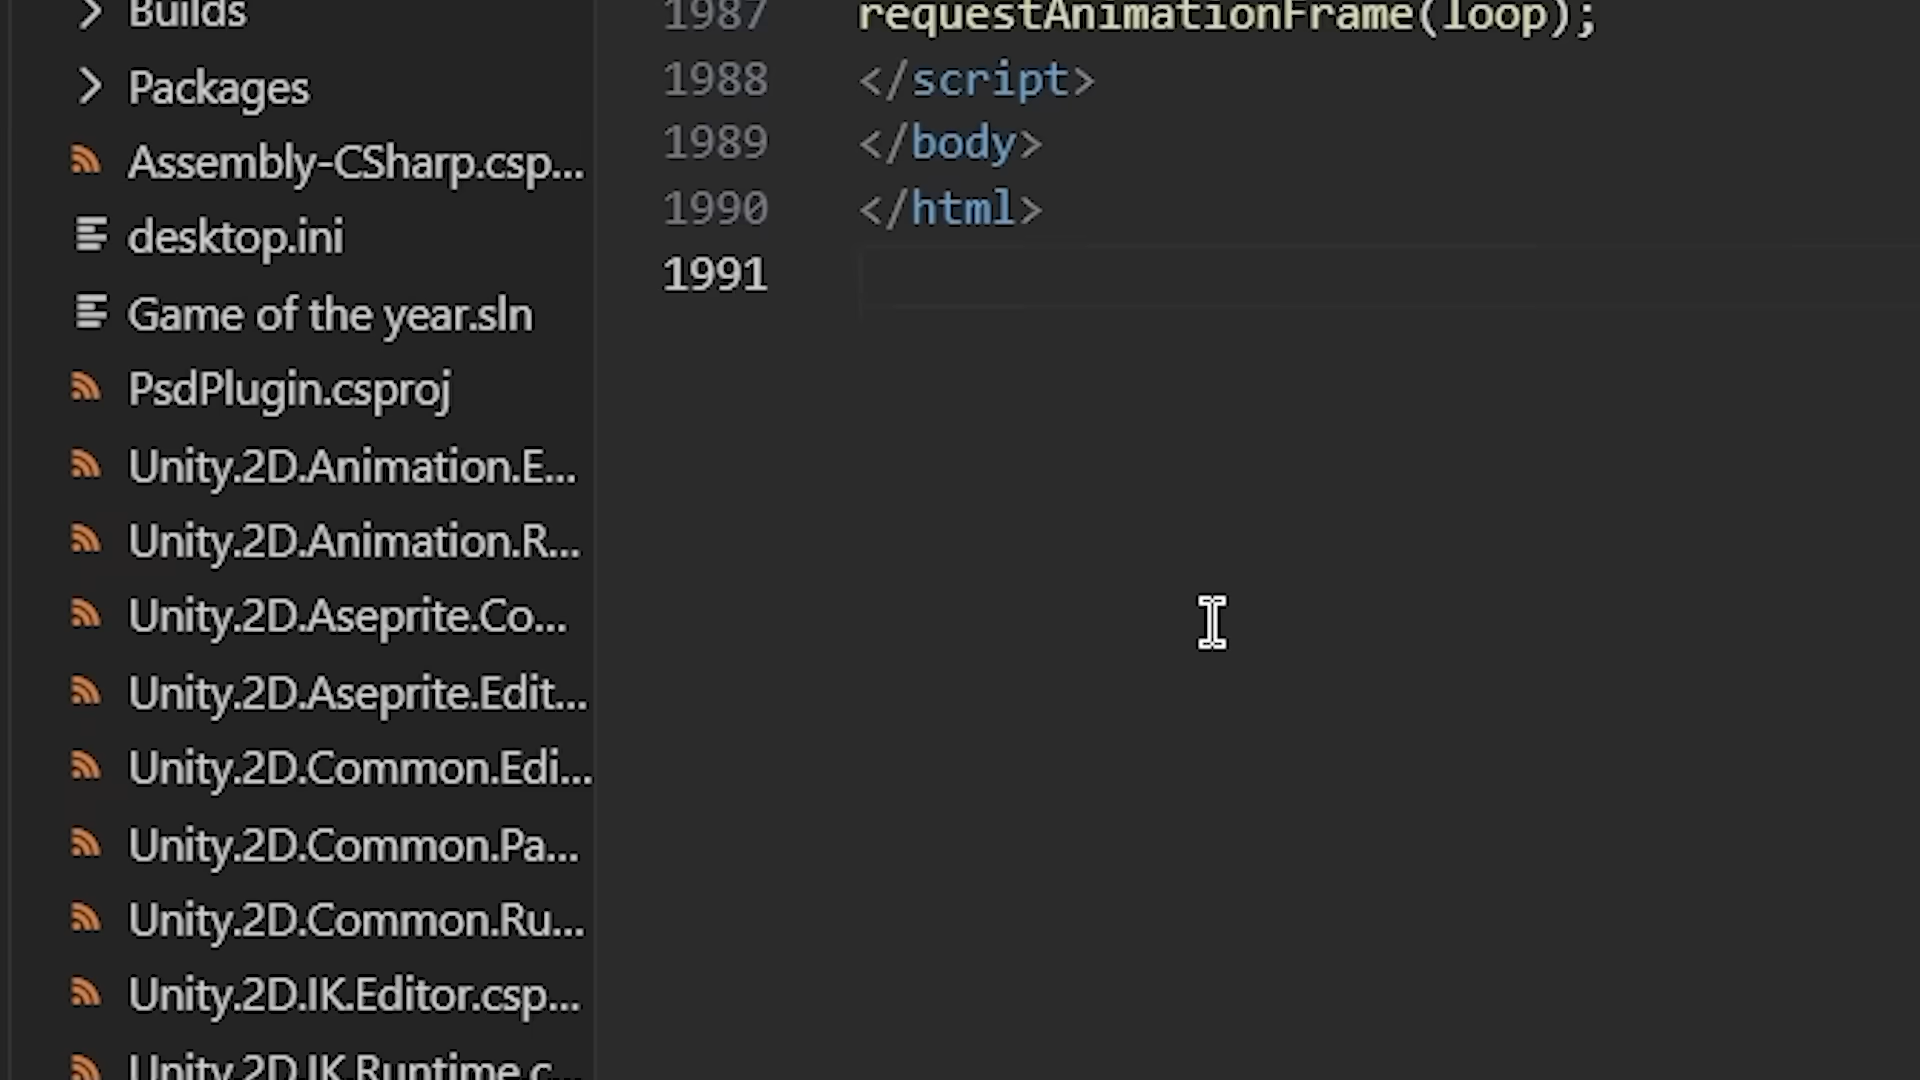 Builds
Packages
Assembly-CSharp.csp...
desktop.ini
Game of the year.sln
PsdPlugin.csproj
Unity.2D.Animation.E...
Unity.2D.Animation.R...
Unity.2D.Aseprite.Co...
Unity.2D.Aseprite.Edit...
Unity.2D.Common.Edi...
Unity.2D.Common.Pa...
Unity.2D.Common.Ru...
Unity.2D.IK.Editor.csp...
Unity.2D.IK.Runtime.c...
1987 requestAnimationFrame(loop);
1988 </script>
1989 </body>
1990 </html>
1991